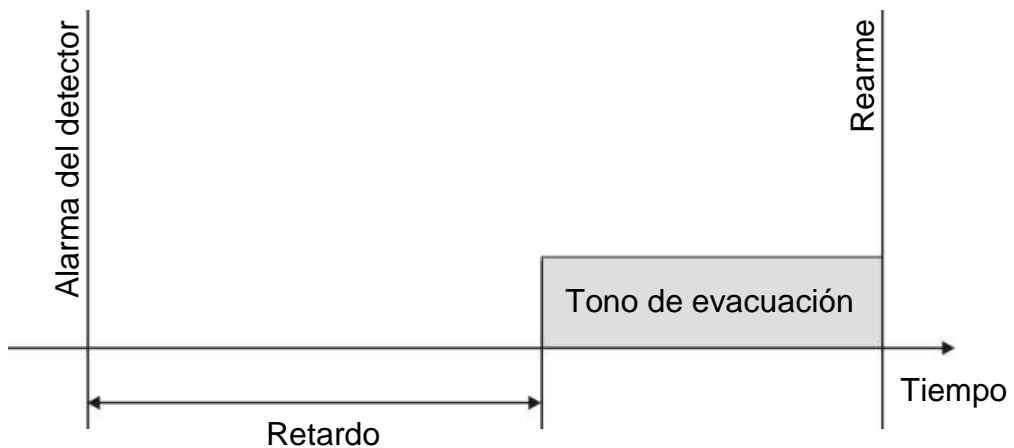 Alarma del detector
Rearme
Tono de evacuación
Tiempo
Retardo